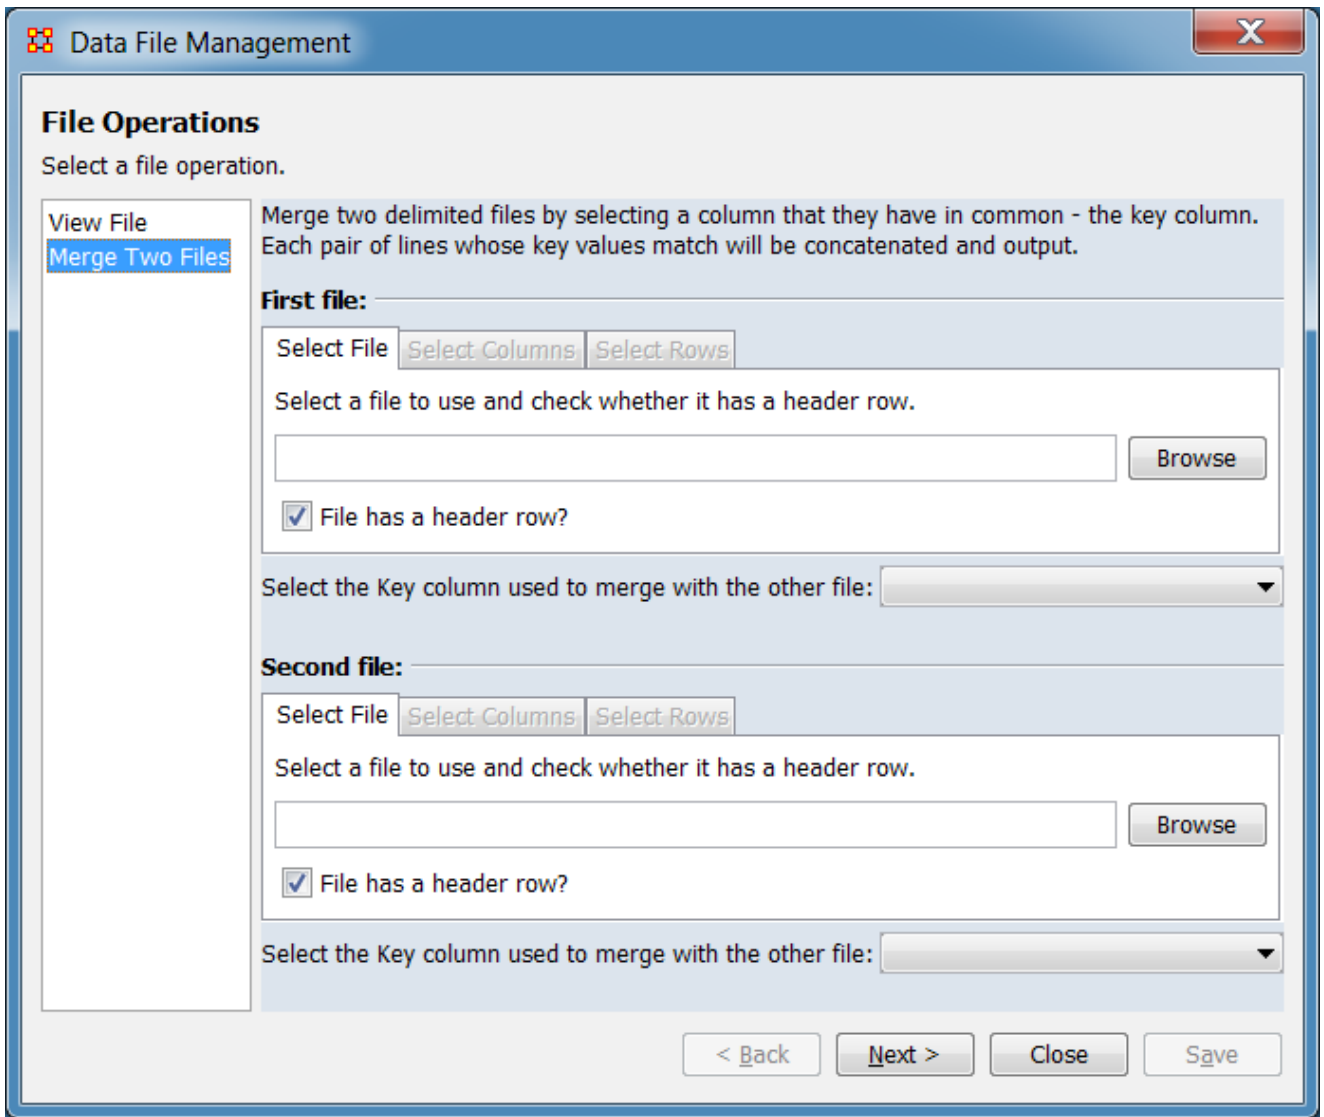 Data File Management
X
File Operations
Select a file operation.
View File
Merge Two Files
Merge two delimited files by selecting a column that they have in common - the key column.
Each pair of lines whose key values match will be concatenated and output.
First file:
Select File Select Columns Select Rows
Select a file to use and check whether it has a header row.
Browse
File has a header row?
Select the Key column used to merge with the other file:
Second file:
Select File Select Columns Select Rows
Select a file to use and check whether it has a header row.
Browse
File has a header row?
Select the Key column used to merge with the other file:
< Back Next > Close Save